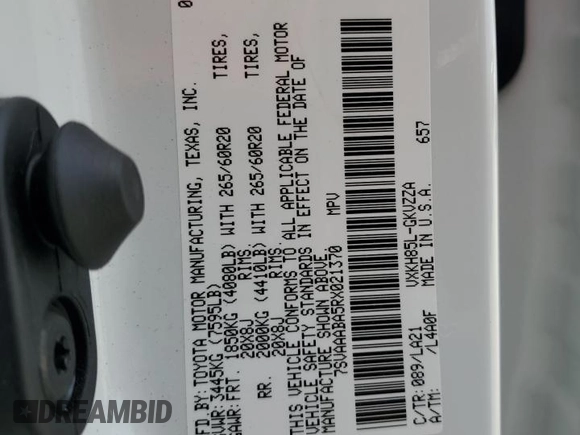 0
MFD BY: TOYOTA MOTOR MANUFACTURING, TEXAS, INC.
GVWR: 3445KG (7595LB)
GAWR: FRT. 1850KG (4080LB) WITH 265/60R20 TIRES,
20X8J RIMS,
RR. 2000KG (4410LB) WITH 265/60R20 TIRES,
20X8J RIMS.
THIS VEHICLE CONFORMS TO ALL APPLICABLE FEDERAL MOTOR
VEHICLE SAFETY STANDARDS IN EFFECT ON THE DATE OF
MANUFACTURE SHOWN ABOVE.
7SVAAABA5RX021370 MPV
VXKH85L-GKVZZA 657
C/TR: 089/LA21 MADE IN U.S.A.
A/TM: /L4A0F
DREAMBID